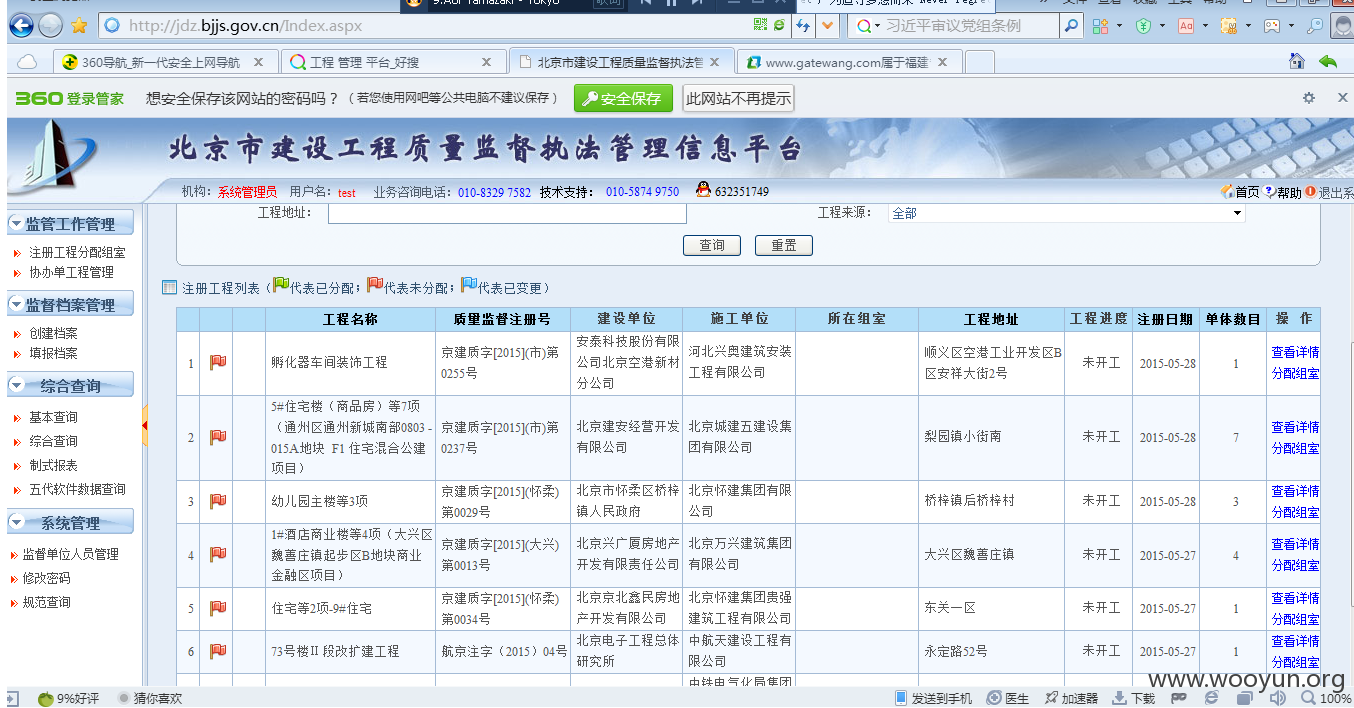 9.Aoi Yamazaki - Tokyo
歌词
http://jdz.bjjs.gov.cn/Index.aspx
习近平审议党组条例
360导航_新一代安全上网导航
工程 管理 平台_好搜
北京市建设工程质量监督执法管
www.gatewang.com属于福建
360 登录管家 想安全保存该网站的密码吗？（若您使用网吧等公共电脑不建议保存） 安全保存 此网站不再提示
北京市建设工程质量监督执法管理信息平台
机构：系统管理员 用户名：test 业务咨询电话：010-8329 7582 技术支持： 010-5874 9750 632351749 首页 帮助 退出系
监管工作管理
注册工程分配组室
协办单工程管理
监督档案管理
创建档案
填报档案
综合查询
基本查询
综合查询
制式报表
五代软件数据查询
系统管理
监督单位人员管理
修改密码
规范查询
工程地址： 工程来源： 全部
查询 重置
注册工程列表（代表已分配；代表未分配；代表已变更）
工程名称 质量监督注册号 建设单位 施工单位 所在组室 工程地址 工程进度 注册日期 单体数目 操 作
1 孵化器车间装饰工程 京建质字[2015](市)第0255号 安泰科技股份有限公司北京空港新材分公司 河北兴奥建筑安装工程有限公司 顺义区空港工业开发区B区安祥大街2号 未开工 2015-05-28 1 查看详情 分配组室
2 5#住宅楼（商品房）等7项（通州区通州新城南部0803-015A地块 F1 住宅混合公建项目） 京建质字[2015](市)第0237号 北京建安经营开发有限公司 北京城建五建设集团有限公司 梨园镇小街南 未开工 2015-05-28 7 查看详情 分配组室
3 幼儿园主楼等3项 京建质字[2015](怀柔)第0029号 北京市怀柔区桥梓镇人民政府 北京怀建集团有限公司 桥梓镇后桥梓村 未开工 2015-05-28 3 查看详情 分配组室
4 1#酒店商业楼等4项（大兴区魏善庄镇起步区B地块商业金融区项目） 京建质字[2015](大兴)第0013号 北京兴广厦房地产开发有限责任公司 北京万兴建筑集团有限公司 大兴区魏善庄镇 未开工 2015-05-27 4 查看详情 分配组室
5 住宅等2项-9#住宅 京建质字[2015](怀柔)第0034号 北京京北鑫民房地产开发有限公司 北京怀建集团贵强建筑工程有限公司 东关一区 未开工 2015-05-27 1 查看详情 分配组室
6 73号楼Ⅱ段改扩建工程 航京注字（2015）04号 北京电子工程总体研究所 中航天建设工程有限公司 永定路52号 未开工 2015-05-27 1 查看详情 分配组室
中铁电气化局集团
www.wooyun.org
9%好评 猜你喜欢 发送到手机 医生 加速器 下载 100%